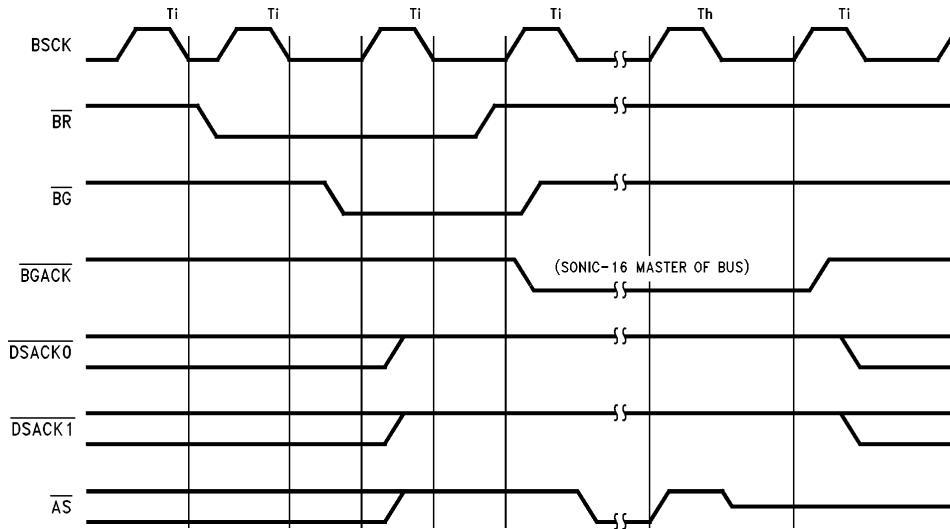 Ti Ti Ti Ti Th Ti
BSCK
BR
BG
BGACK
(SONIC-16 MASTER OF BUS)
DSACK0
DSACK1
AS